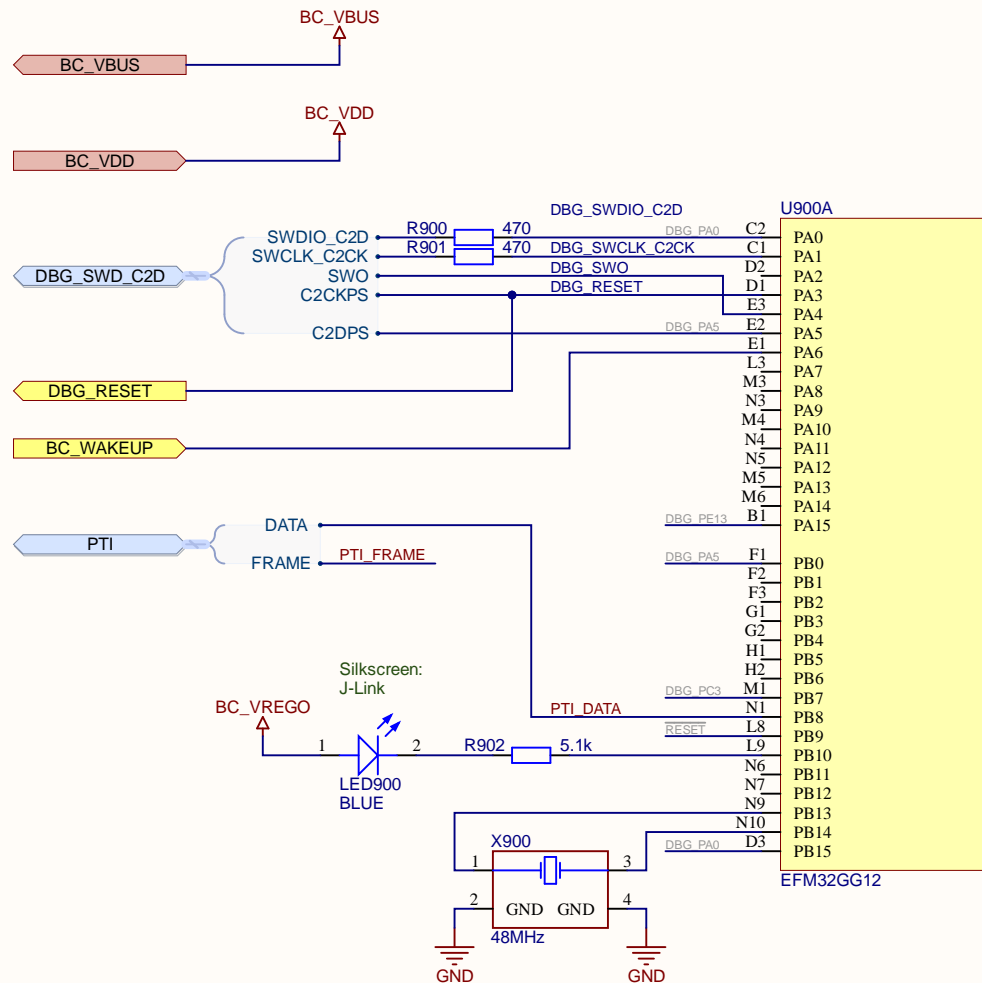 BC_VBUS
BC_VBUS
BC_VDD
BC_VDD
U900A
DBG_SWDIO_C2D
SWDIO_C2D R900 470 DBG_PA0 C2 PA0
SWCLK_C2CK R901 470 DBG_SWCLK_C2CK C1 PA1
DBG_SWD_C2D SWO DBG_SWO D2 PA2
C2CKPS DBG_RESET D1 PA3
E3 PA4
C2DPS DBG_PA5 E2 PA5
E1 PA6
L3 PA7
DBG_RESET M3 PA8
N3 PA9
M4 PA10
BC_WAKEUP N4 PA11
N5 PA12
M5 PA13
M6 PA14
DATA DBG_PE13 B1 PA15
PTI
FRAME PTI_FRAME DBG_PA5 F1 PB0
F2 PB1
F3 PB2
G1 PB3
G2 PB4
H1 PB5
H2 PB6
Silkscreen:
J-Link
DBG_PC3 M1 PB7
BC_VREGO PTI_DATA N1 PB8
RESET L8 PB9
1 2 R902 5.1k L9 PB10
LED900 N6 PB11
BLUE N7 PB12
N9 PB13
N10 PB14
X900 DBG_PA0 D3 PB15
1 3
EFM32GG12
2 GND GND 4
48MHz
GND GND